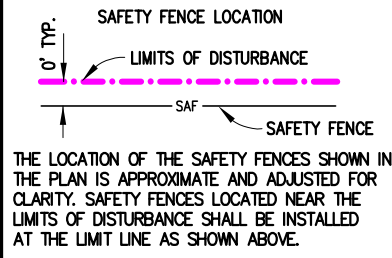 SAFETY FENCE LOCATION
0' TYP.
LIMITS OF DISTURBANCE
SAF
SAFETY FENCE
THE LOCATION OF THE SAFETY FENCES SHOWN IN
THE PLAN IS APPROXIMATE AND ADJUSTED FOR
CLARITY. SAFETY FENCES LOCATED NEAR THE
LIMITS OF DISTURBANCE SHALL BE INSTALLED
AT THE LIMIT LINE AS SHOWN ABOVE.